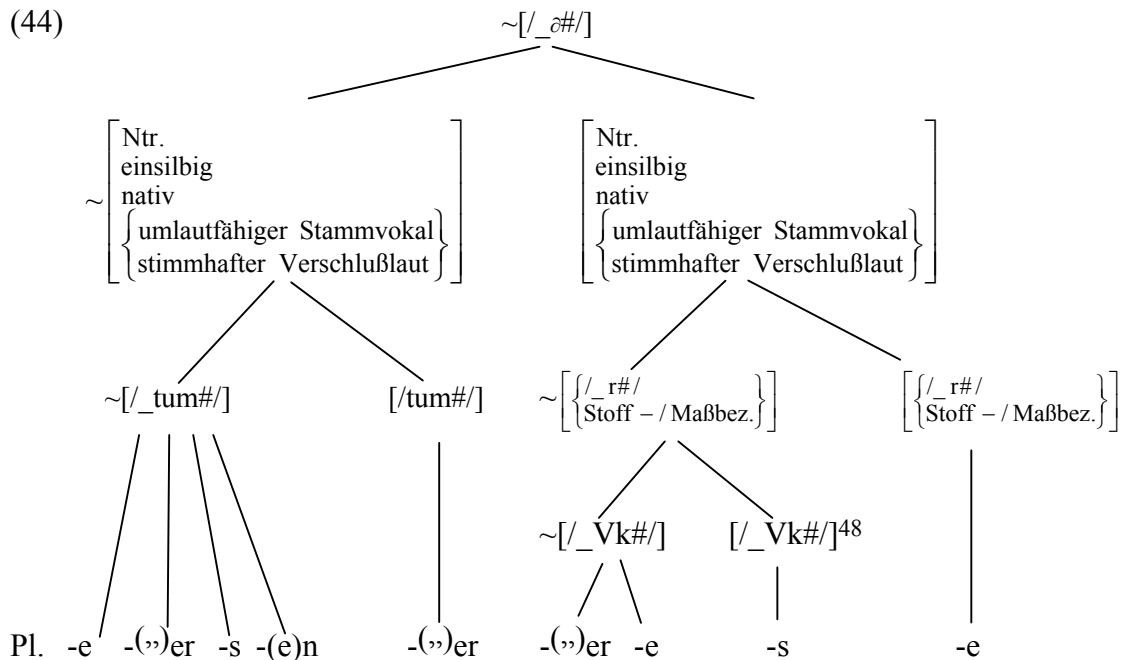 (44) ~[/_∂#/]
Ntr. Ntr.
einsilbig einsilbig
~ nativ nativ
umlautfähiger Stammvokal umlautfähiger Stammvokal
stimmhafter Verschlußlaut stimmhafter Verschlußlaut
~[/_tum#/] [/tum#/] ~[{/_r#/ [{/_r#/
Stoff – / Maßbez.}] Stoff – / Maßbez.}]
~[/_Vk#/] [/_Vk#/]48
Pl. -e -(„)er -s -(e)n -(„)er -(„)er -e -s -e